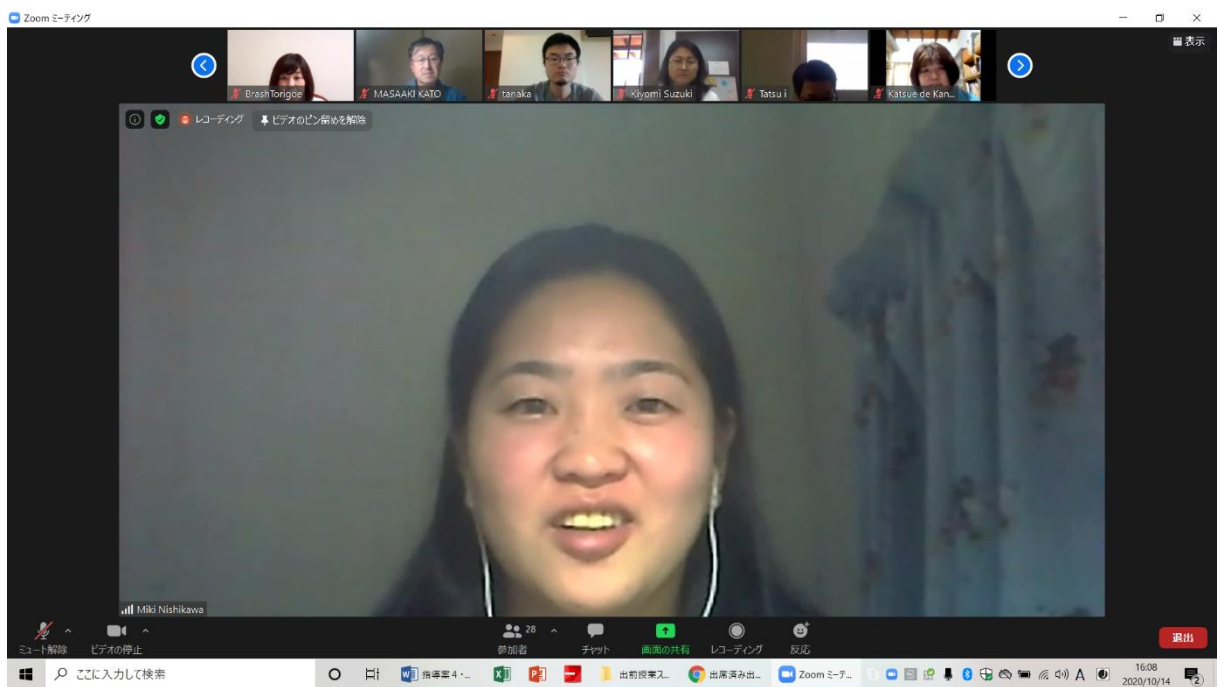 Zoom ミーティング
表示
BrashTorigoe
MASAAKI KATO
tanaka
Kiyomi Suzuki
Tatsu i
Katsue de Kan...
レコーディング
ビデオのピン留めを解除
Miki Nishikawa
ミュート解除
ビデオの停止
28
参加者
チャット
画面の共有
レコーディング
反応
退出
ここに入力して検索
指導案4・...
出前授業ス...
出席済み出...
Zoom ミーテ...
A
16:08
2020/10/14
2